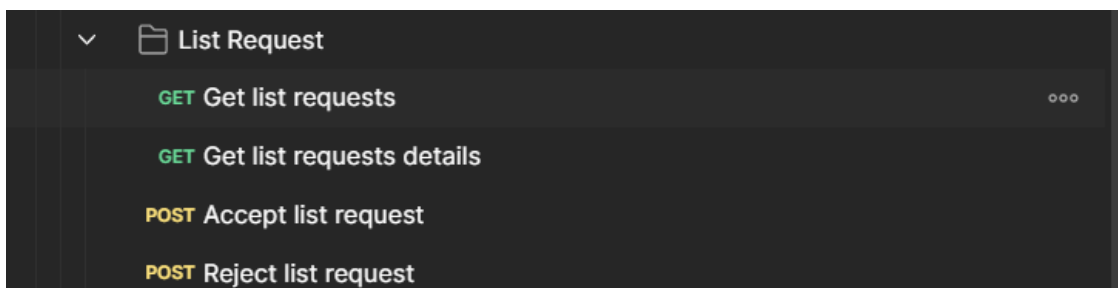 List Request
GET Get list requests
GET Get list requests details
POST Accept list request
POST Reject list request